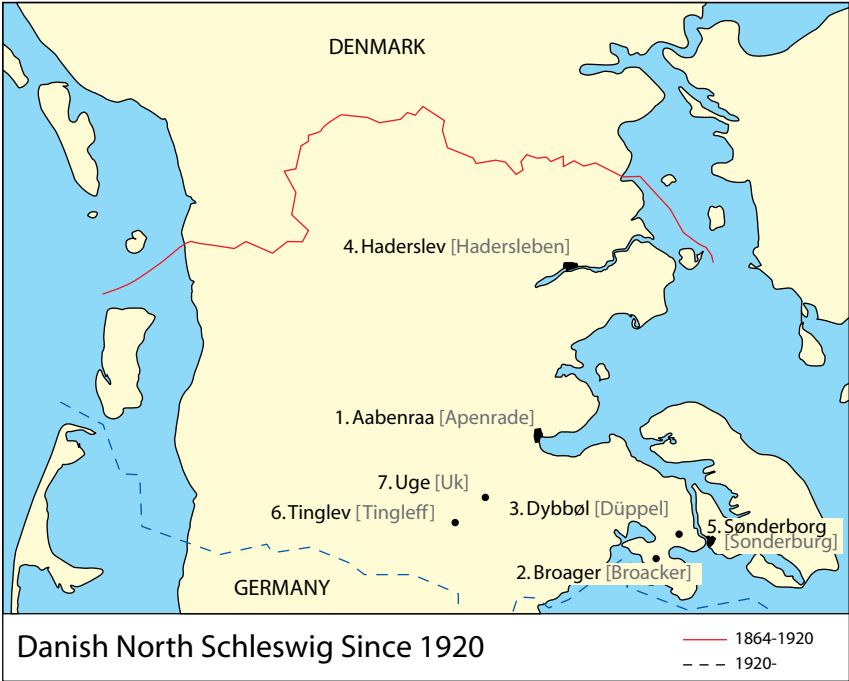 DENMARK
4. Haderslev [Hadersleben]
1. Aabenraa [Apenrade]
7. Uge [Uk]
6. Tinglev [Tingleff]
3. Dybbøl [Düppel]
5. Sønderborg
[Sonderburg]
2. Broager [Broacker]
GERMANY
Danish North Schleswig Since 1920
1864-1920
1920-